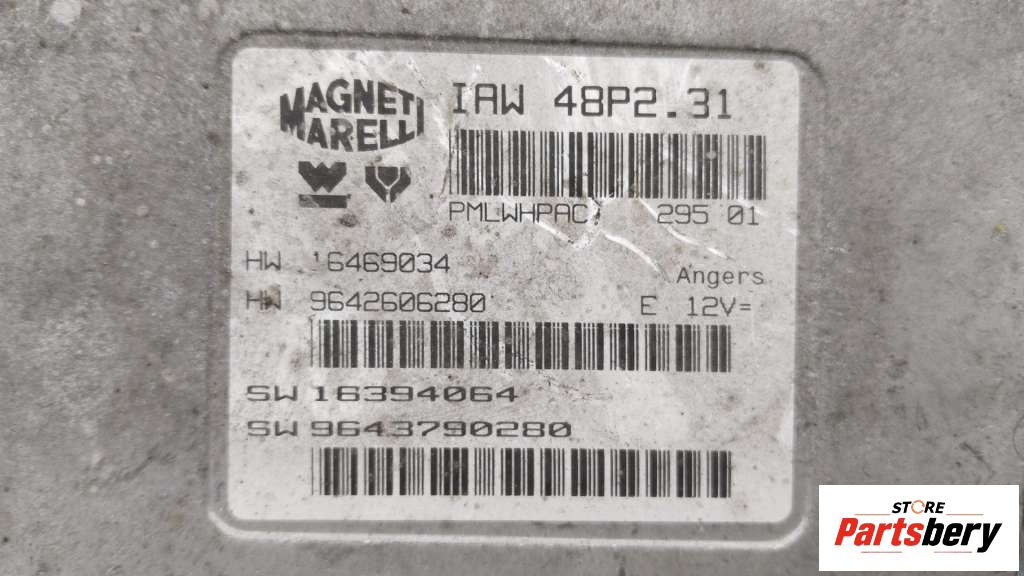 MAGNETI
MARELLI
IAW 48P2.31
PMLWHPAC 295 01
HW 16469034
Angers
HW 9642606280
E 12V=
SW 16394064
SW 9643790280
STORE
Partsbery